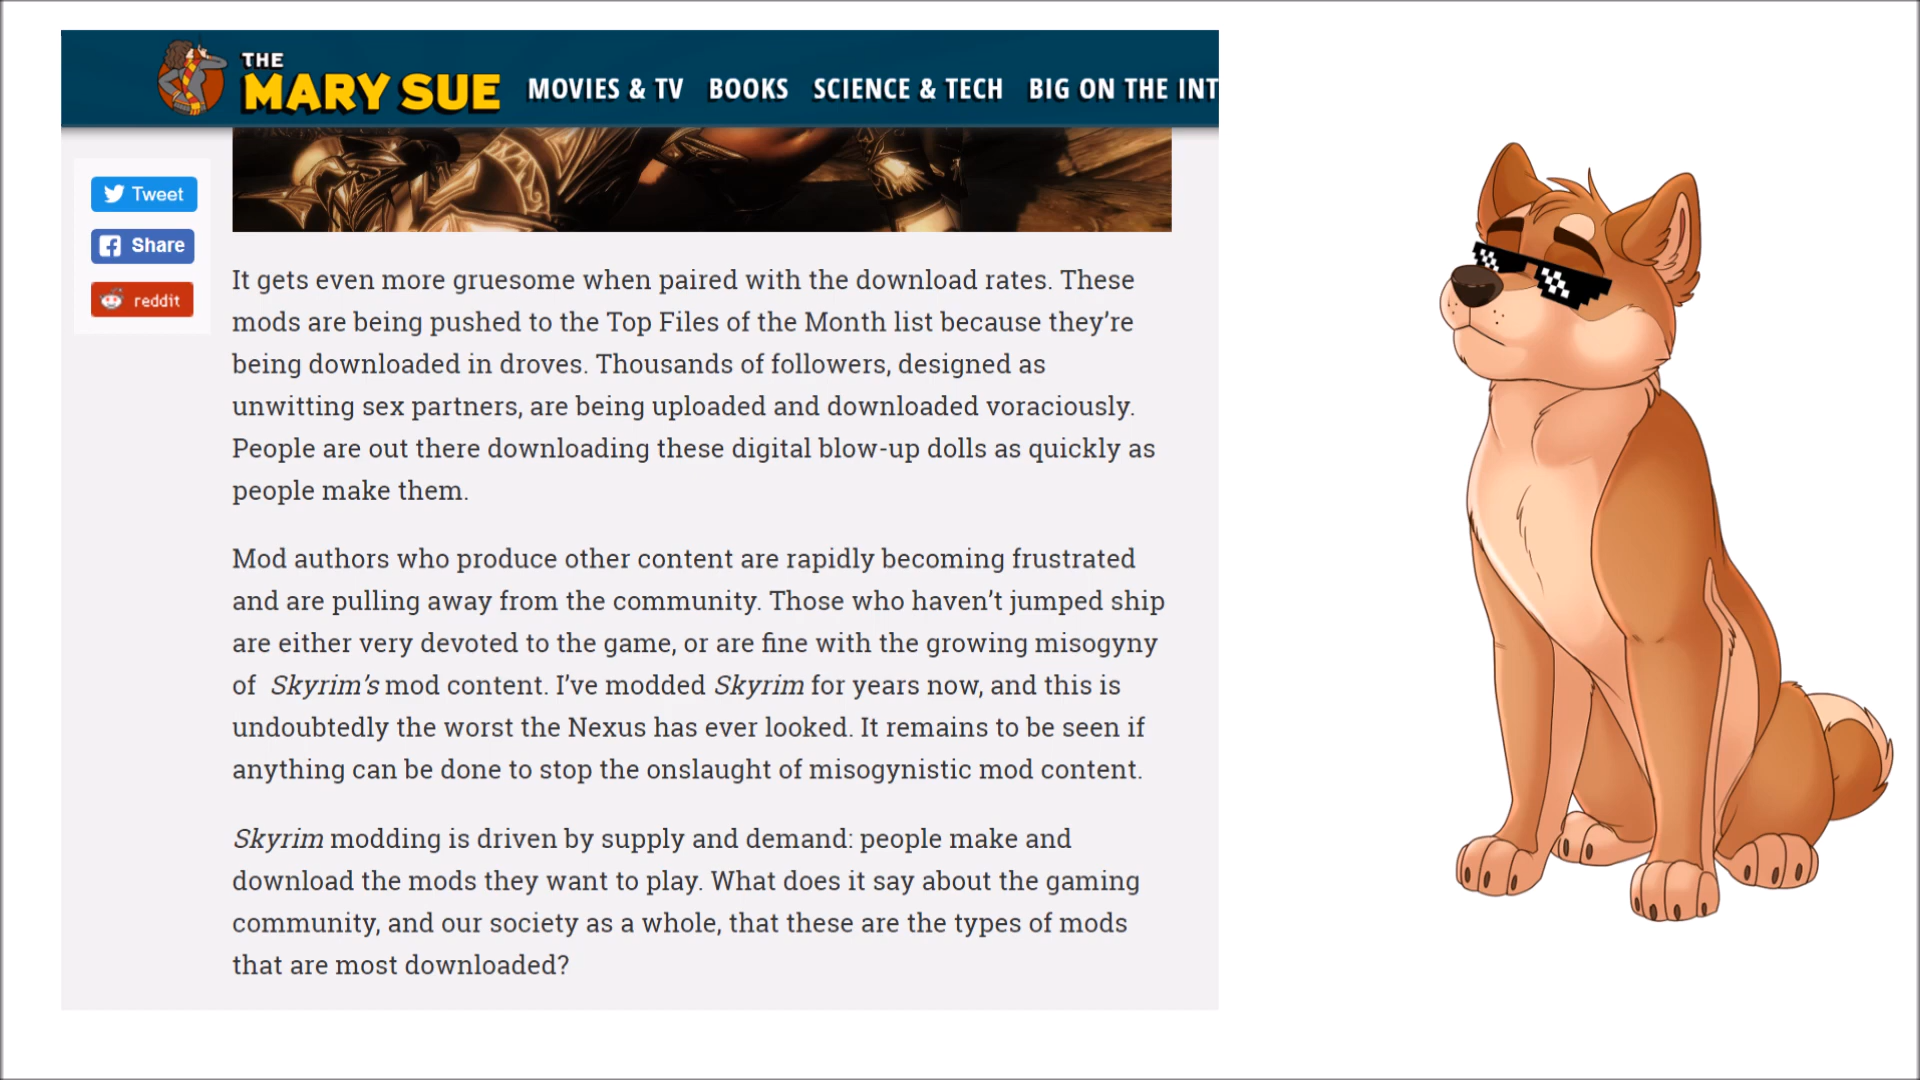 THE
MARY SUE
MOVIES & TV BOOKS SCIENCE & TECH BIG ON THE INT
Tweet
Share
reddit
It gets even more gruesome when paired with the download rates. These
mods are being pushed to the Top Files of the Month list because they’re
being downloaded in droves. Thousands of followers, designed as
unwitting sex partners, are being uploaded and downloaded voraciously.
People are out there downloading these digital blow-up dolls as quickly as
people make them.
Mod authors who produce other content are rapidly becoming frustrated
and are pulling away from the community. Those who haven’t jumped ship
are either very devoted to the game, or are fine with the growing misogyny
of Skyrim’s mod content. I’ve modded Skyrim for years now, and this is
undoubtedly the worst the Nexus has ever looked. It remains to be seen if
anything can be done to stop the onslaught of misogynistic mod content.
Skyrim modding is driven by supply and demand: people make and
download the mods they want to play. What does it say about the gaming
community, and our society as a whole, that these are the types of mods
that are most downloaded?